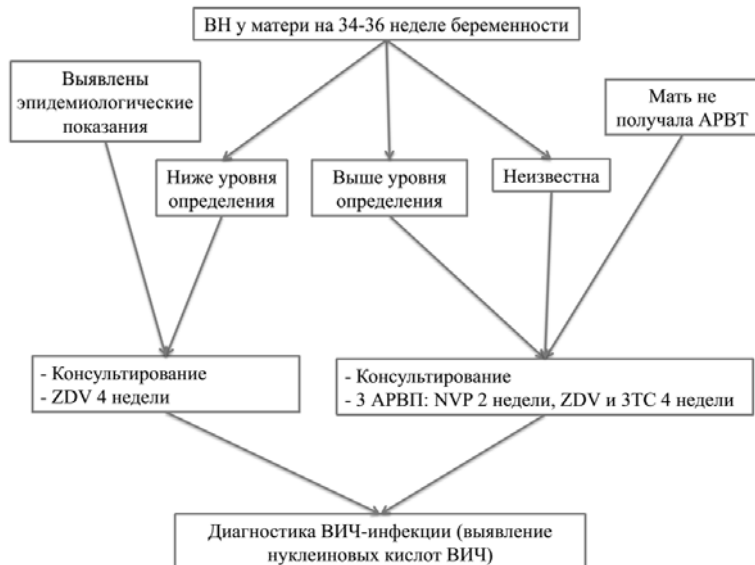 ВН у матери на 34-36 неделе беременности
Выявлены
эпидемиологические
показания
Мать не
получала АРВТ
Ниже уровня
определения
Выше уровня
определения
Неизвестна
- Консультирование
- ZDV 4 недели
- Консультирование
- 3 АРВП: NVP 2 недели, ZDV и 3ТС 4 недели
Диагностика ВИЧ-инфекции (выявление
нуклеиновых кислот ВИЧ)